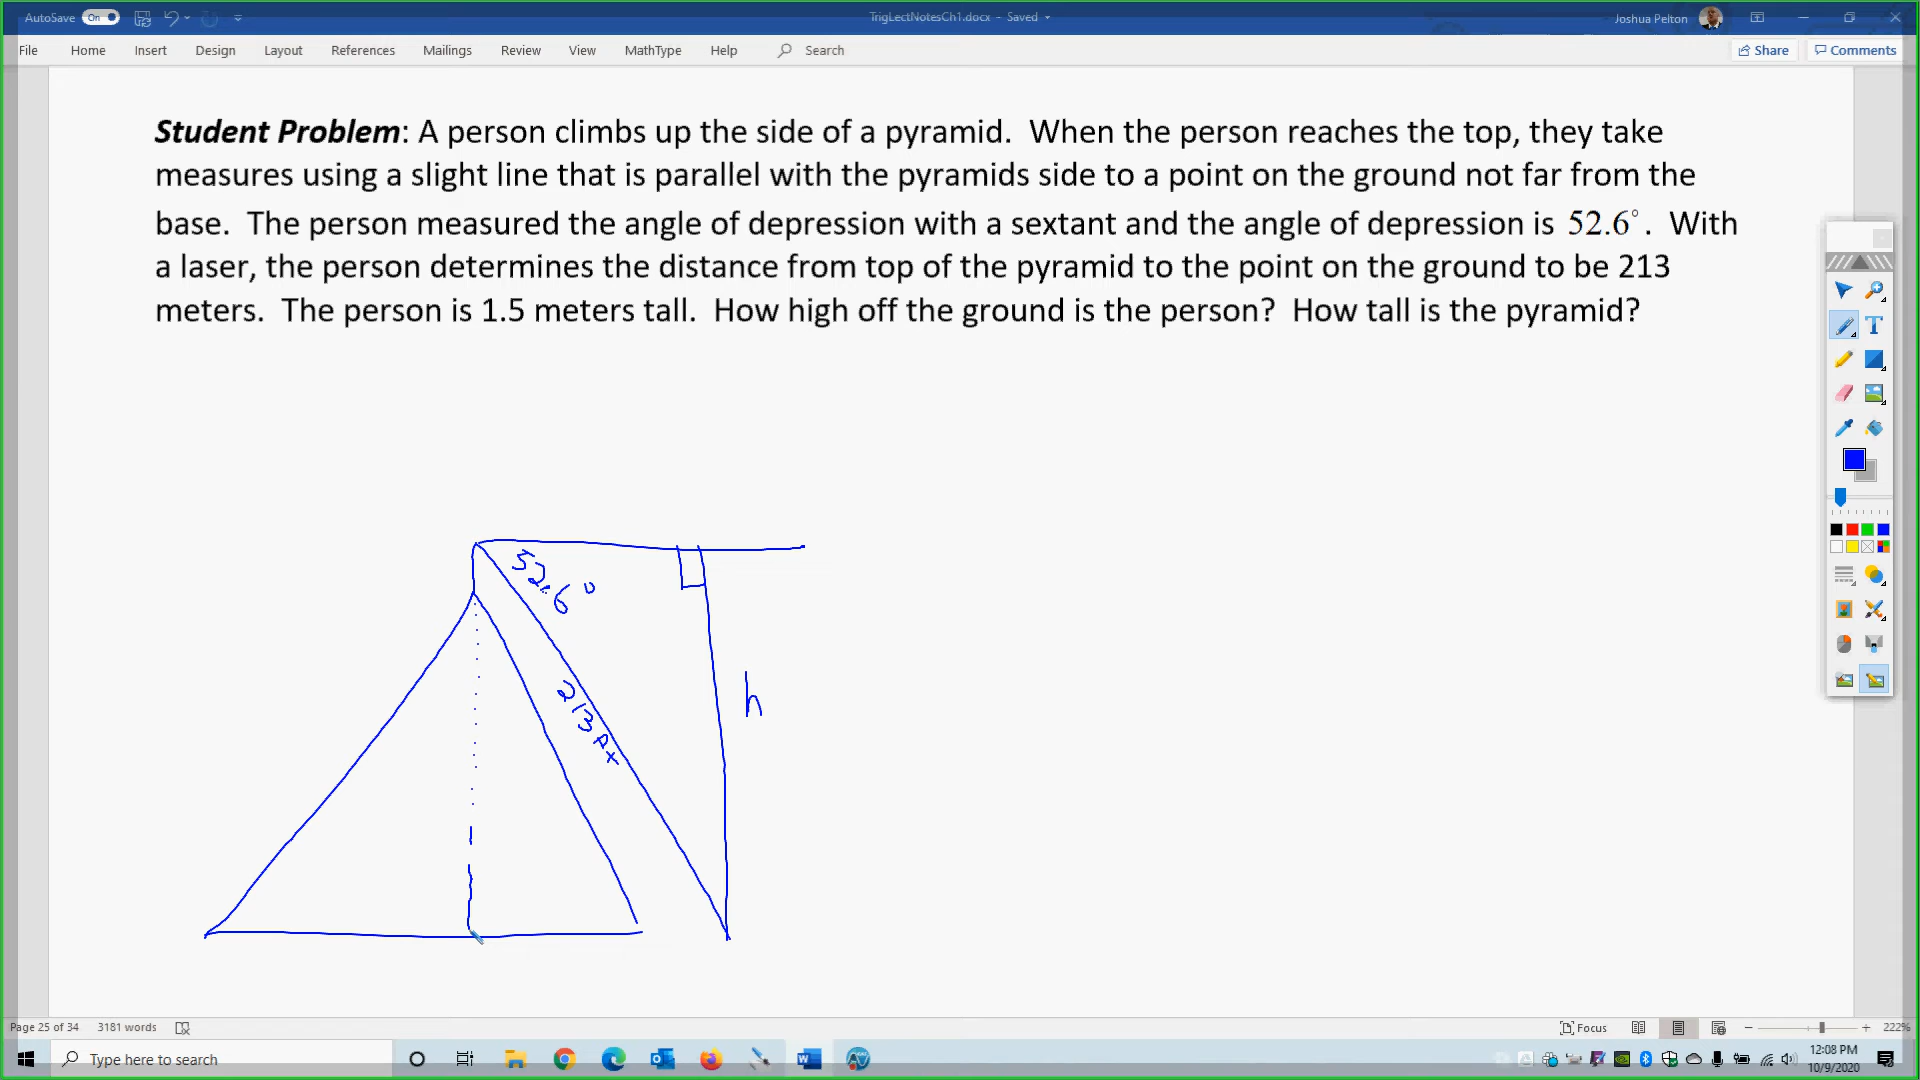 AutoSave On
TrigLectNotesCh1.docx - Saved
Joshua Pelton
File Home Insert Design Layout References Mailings Review View MathType Help Search
Share Comments
Student Problem: A person climbs up the side of a pyramid. When the person reaches the top, they take
measures using a slight line that is parallel with the pyramids side to a point on the ground not far from the
base. The person measured the angle of depression with a sextant and the angle of depression is 52.6°. With
a laser, the person determines the distance from top of the pyramid to the point on the ground to be 213
meters. The person is 1.5 meters tall. How high off the ground is the person? How tall is the pyramid?
52.6°
213
h
Page 25 of 34 3181 words
Focus
222%
Type here to search
12:08 PM
10/9/2020